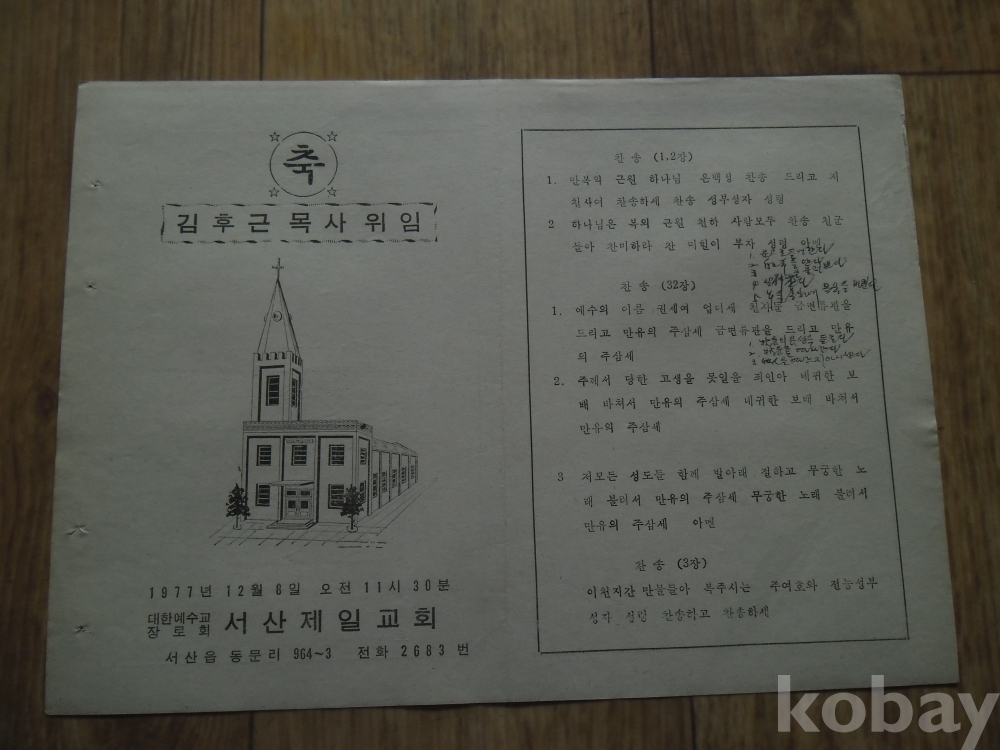 축
김후근목사위임
1977년 12월 6일 오전 11시 30분
대한예수교
장로회 서산제일교회
서산읍 동문리 964~3 전화 2683 번
찬 송 (1,2장)
1. 만복의 근원 하나님 온백성 찬송 드리고 저
천사여 찬송하세 찬송 성부성자 성령
2 하나님은 복의 근원 천하 사람모두 찬송 천군
들아 찬미하라 찬 미한이 부자 성령 아멘
찬 송 (32장)
1. 예수의 이름 권세여 업디세 천사들 금면류관을
드리고 만유의 주삼세 금면류관을 드리고 만유
의 주삼세
2. 주께서 당한 고생을 못잊을 죄인아 네귀한 보
배 바쳐서 만유의 주삼세 네귀한 보배 바쳐서
만유의 주삼세
3 저모든 성도들 함께 발아래 절하고 무궁한 노
래 불러서 만유의 주삼세 무궁한 노래 불러서
만유의 주삼세 아멘
찬 송 (3장)
이천지간 만물들아 복주시는 주여호와 전능성부
성자 성령 찬송하고 찬송하세
kobay